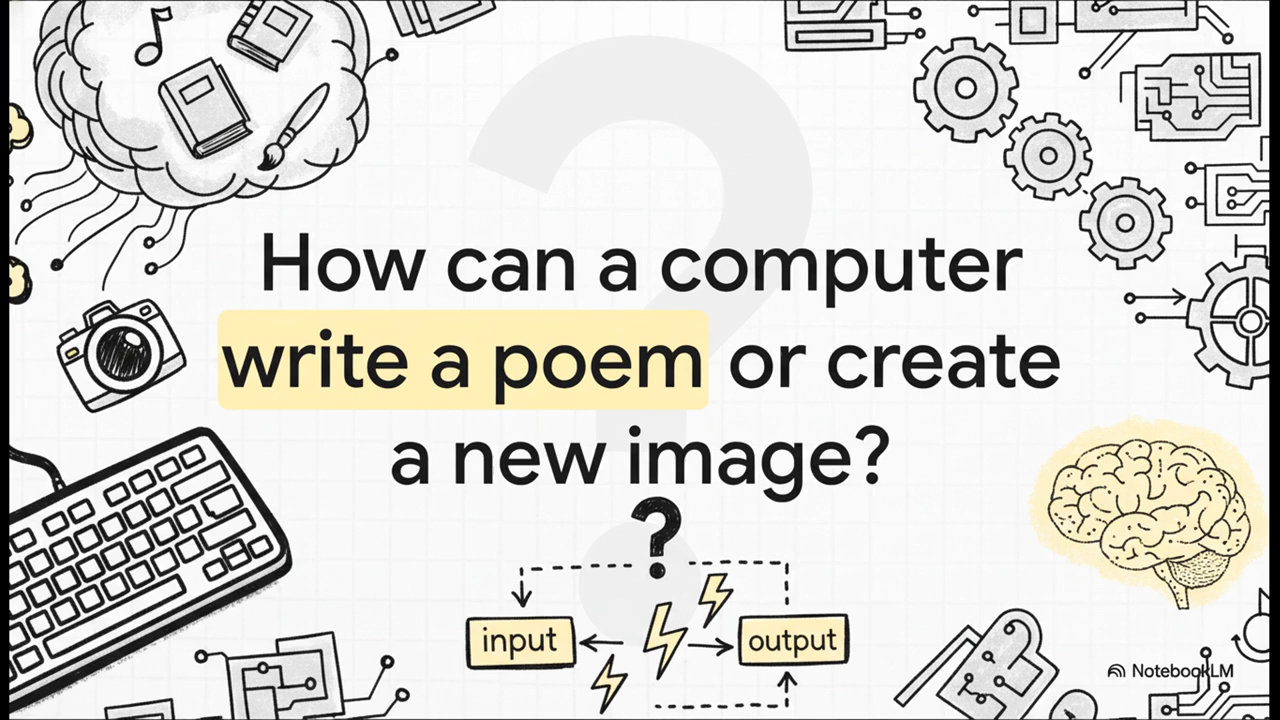 How can a computer
write a poem or create
a new image?
?
input
output
NotebookLM